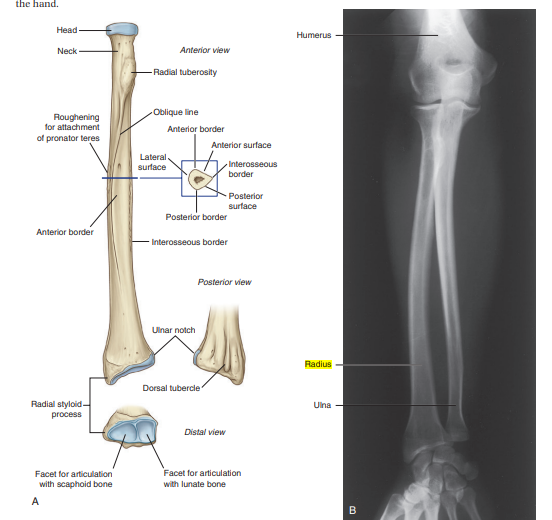 the hand.
Head
Neck
Anterior view
Radial tuberosity
Oblique line
Roughening
for attachment
of pronator teres
Anterior border
Anterior surface
Lateral
surface
Interosseous
border
Posterior
surface
Posterior border
Anterior border
Interosseous border
Posterior view
Ulnar notch
Dorsal tubercle
Radial styloid
process
Distal view
Facet for articulation
with scaphoid bone
Facet for articulation
with lunate bone
A
Humerus
Radius
Ulna
B